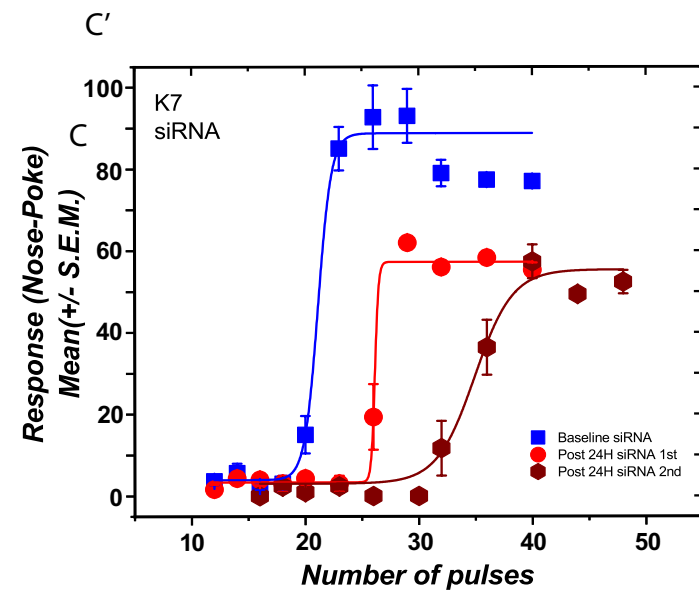 C′
100
K7
C
siRNA
80
60
40
20
0
Response (Nose-Poke)
Mean(+/- S.E.M.)
Baseline siRNA
Post 24H siRNA 1st
Post 24H siRNA 2nd
10 20 30 40 50
Number of pulses